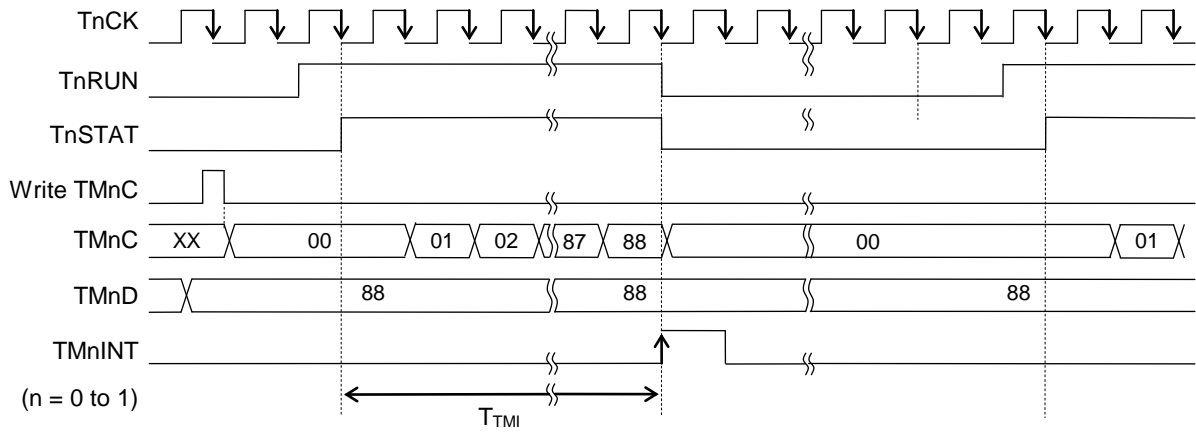 TnCK
TnRUN
TnSTAT
Write TMnC
TMnC XX 00 01 02 87 88 00 01
TMnD 88 88 88
TMnINT
(n = 0 to 1)
TTMI